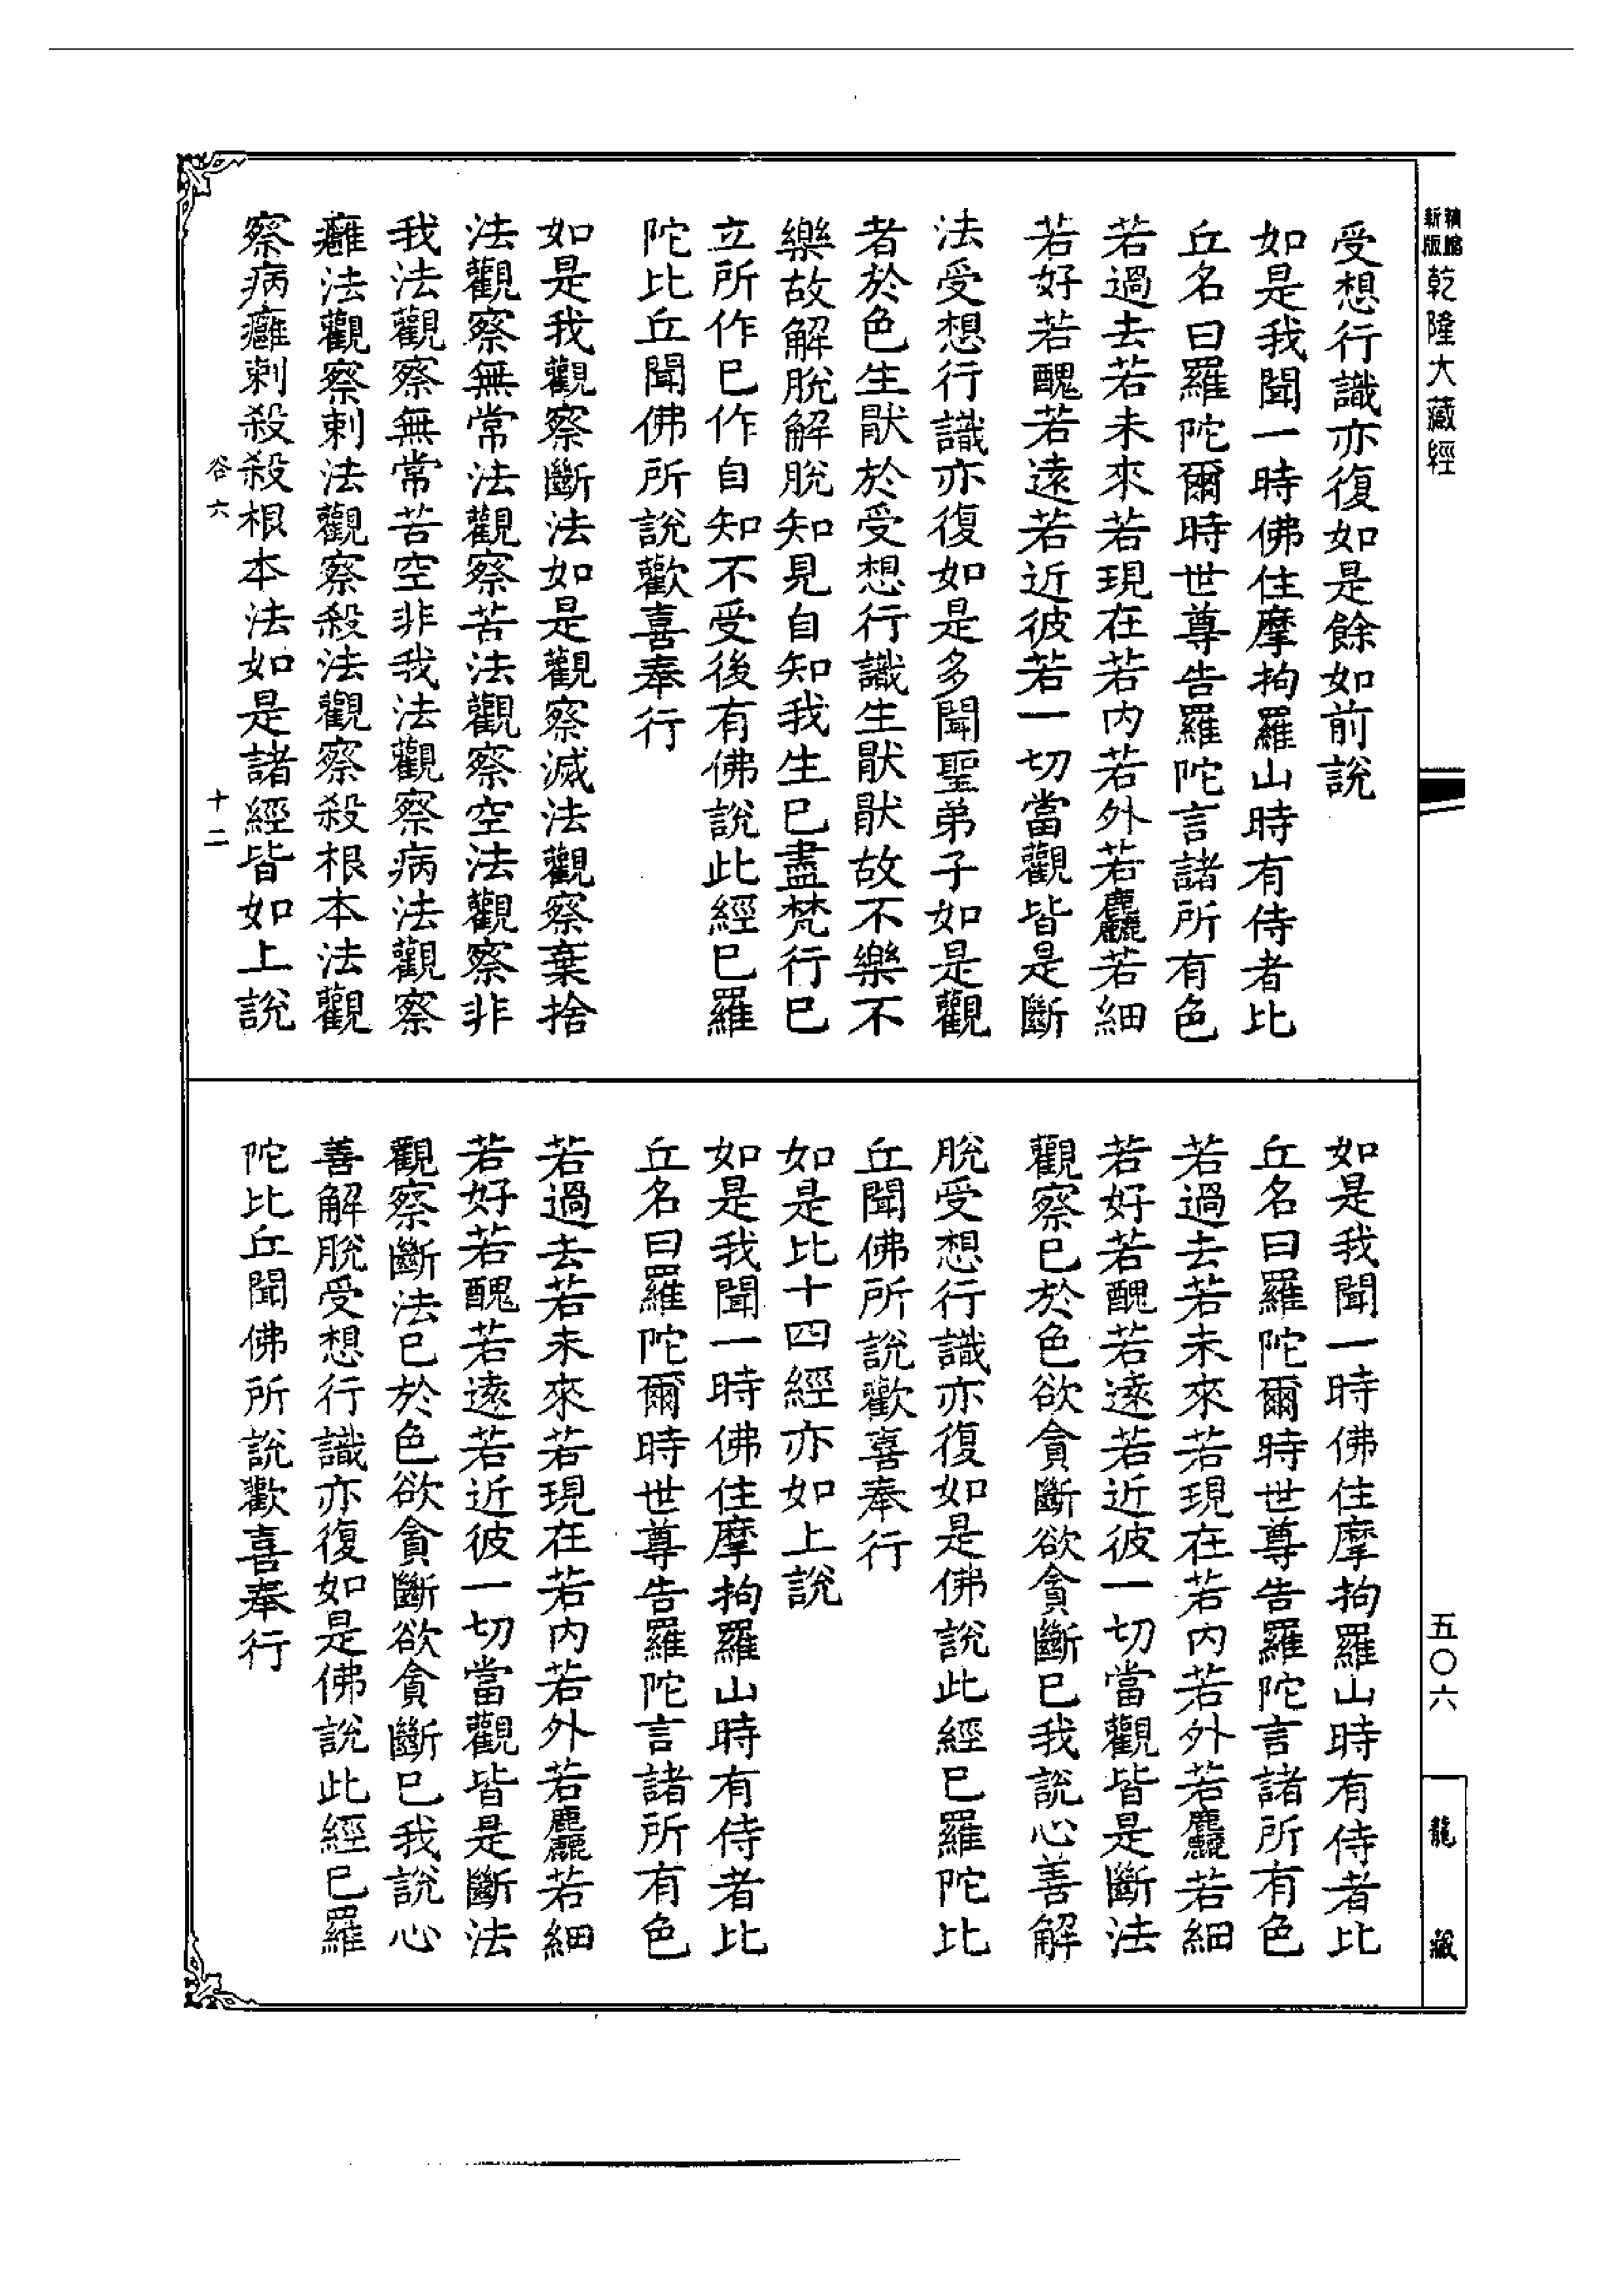 精縮
新版
乾隆大藏經
受想行識亦復如是餘如前說
如是我聞一時佛住摩拘羅山時有侍者比
丘名曰羅陀爾時世尊告羅陀言諸所有色
若過去若未來若現在若內若外若麤若細
若好若醜若遠若近彼若一切當觀皆是斷
法受想行識亦復如是多聞聖弟子如是觀
者於色生厭於受想行識生厭厭故不樂不
樂故解脫解脫知見自知我生已盡梵行已
立所作已作自知不受後有佛說此經已羅
陀比丘聞佛所說歡喜奉行
如是我觀察斷法如是觀察滅法觀察棄捨
法觀察無常法觀察苦法觀察空法觀察非
我法觀察無常苦空非我法觀察病法觀察
癰法觀察刺法觀察殺法觀察殺根本法觀
察病癰刺殺殺根本法如是諸經皆如上說
谷六
十二
如是我聞一時佛住摩拘羅山時有侍者比
丘名曰羅陀爾時世尊告羅陀言諸所有色
若過去若未來若現在若內若外若麤若細
若好若醜若遠若近彼一切當觀皆是斷法
觀察已於色欲貪斷欲貪斷已我說心善解
脫受想行識亦復如是佛說此經已羅陀比
丘聞佛所說歡喜奉行
如是比十四經亦如上說
如是我聞一時佛住摩拘羅山時有侍者比
丘名曰羅陀爾時世尊告羅陀言諸所有色
若過去若未來若現在若內若外若麤若細
若好若醜若遠若近彼一切當觀皆是斷法
觀察斷法已於色欲貪斷欲貪斷已我說心
善解脫受想行識亦復如是佛說此經已羅
陀比丘聞佛所說歡喜奉行
五〇六
龍藏